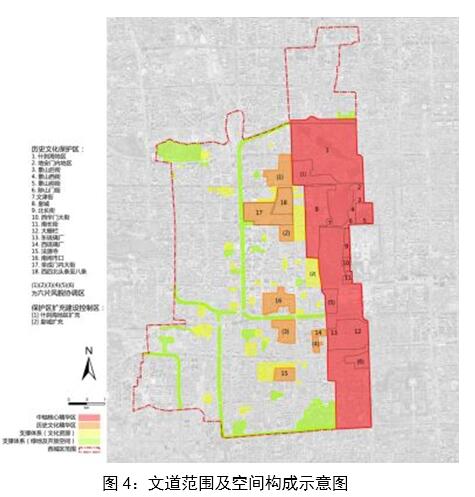 历史文化保护区：
1. 什刹海地区
2. 地安门内地区
3. 景山后街
4. 景山西街
5. 景山前街
6. 陟山门街
7. 文津街
8. 皇城
9. 北长街
10. 西华门大街
11. 南长街
12. 大栅栏
13. 东琉璃厂
14. 西琉璃厂
15. 法源寺
16. 南闹市口
17. 阜成门内大街
18. 西四北头条至八条
(1)(2)(3)(4)(5)(6)
为六片风貌协调区
保护区扩充建设控制区：
(1) 什刹海地区扩充
(2) 皇城扩充
N
中轴核心精华区
历史文化精华区
支撑体系（文化资源）
支撑体系（绿地及开放空间）
西城区范围
1
(1)
(1)
2
3
18
8
4
17
6
5
(2)
7
9
10
(2)
11
16
(5)
(3)
14
13
12
(4)
(6)
15
图 4：文道范围及空间构成示意图